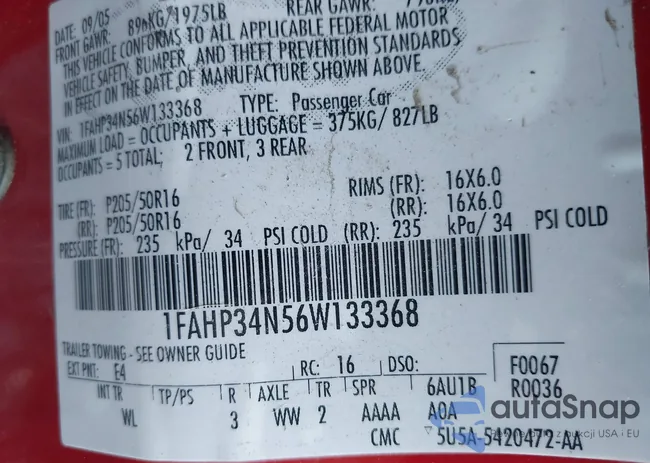 DATE: 09/05
REAR GAWR:
FRONT GAWR: 896KG/1975LB
THIS VEHICLE CONFORMS TO ALL APPLICABLE FEDERAL MOTOR
VEHICLE SAFETY, BUMPER, AND THEFT PREVENTION STANDARDS
IN EFFECT ON THE DATE OF MANUFACTURE SHOWN ABOVE.
VIN: 1FAHP34N56W133368 TYPE: Passenger Car
MAXIMUM LOAD = OCCUPANTS + LUGGAGE = 375KG/ 827LB
OCCUPANTS = 5 TOTAL; 2 FRONT, 3 REAR
TIRE (FR): P205/50R16 RIMS (FR): 16X6.0
(RR): P205/50R16 (RR): 16X6.0
PRESSURE (FR): 235 kPa/ 34 PSI COLD (RR): 235 kPa/ 34 PSI COLD
1FAHP34N56W133368
TRAILER TOWING - SEE OWNER GUIDE
EXT PNT: E4 RC: 16 DSO: F0067
INT TR TP/PS R AXLE TR SPR 6AU1B R0036
WL 3 WW 2 AAAA A0A
CMC 5U5A-5420472-AA
autoSnap
z aukcji USA i EU